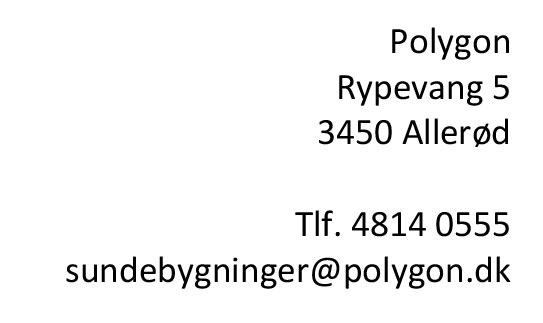 Polygon
Rypevang 5
3450 Allerød
Tlf. 4814 0555
sundebygninger@polygon.dk